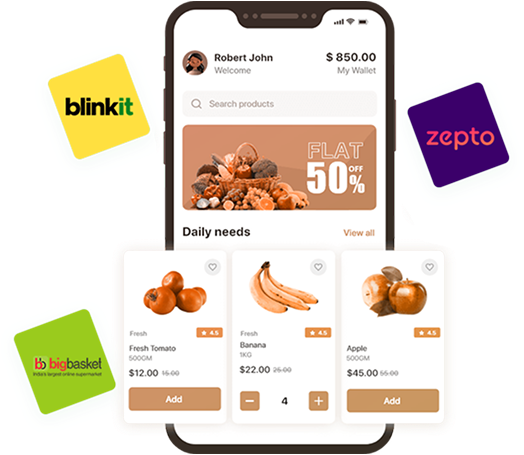 Robert John
Welcome
$ 850.00
My Wallet
blinkit
Search products
zepto
FLAT
50% OFF
Daily needs
View all
Fresh
4.5
Fresh Tomato
500GM
$12.00 15.00
Add
Fresh
4.5
Banana
1KG
$22.00 25.00
4
4.5
Apple
500GM
$45.00 55.00
Add
bb bigbasket
India's largest online supermarket